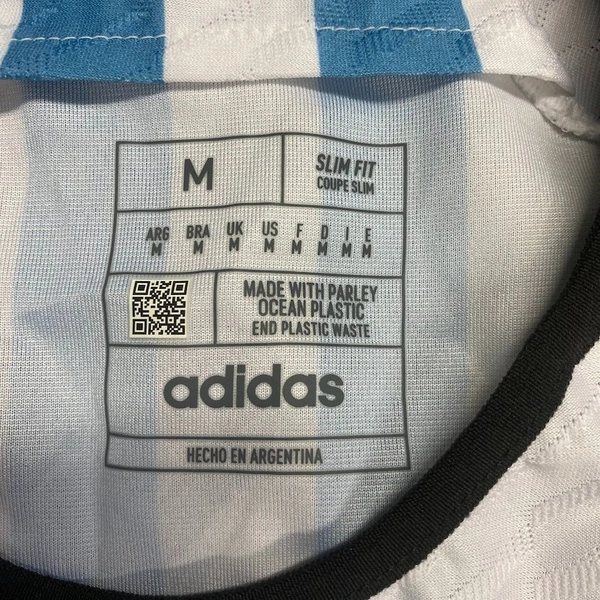 M
SLIM FIT
COUPE SLIM
ARG BRA UK US F D I E
M M M M M M M M
MADE WITH PARLEY
OCEAN PLASTIC
END PLASTIC WASTE
adidas
HECHO EN ARGENTINA